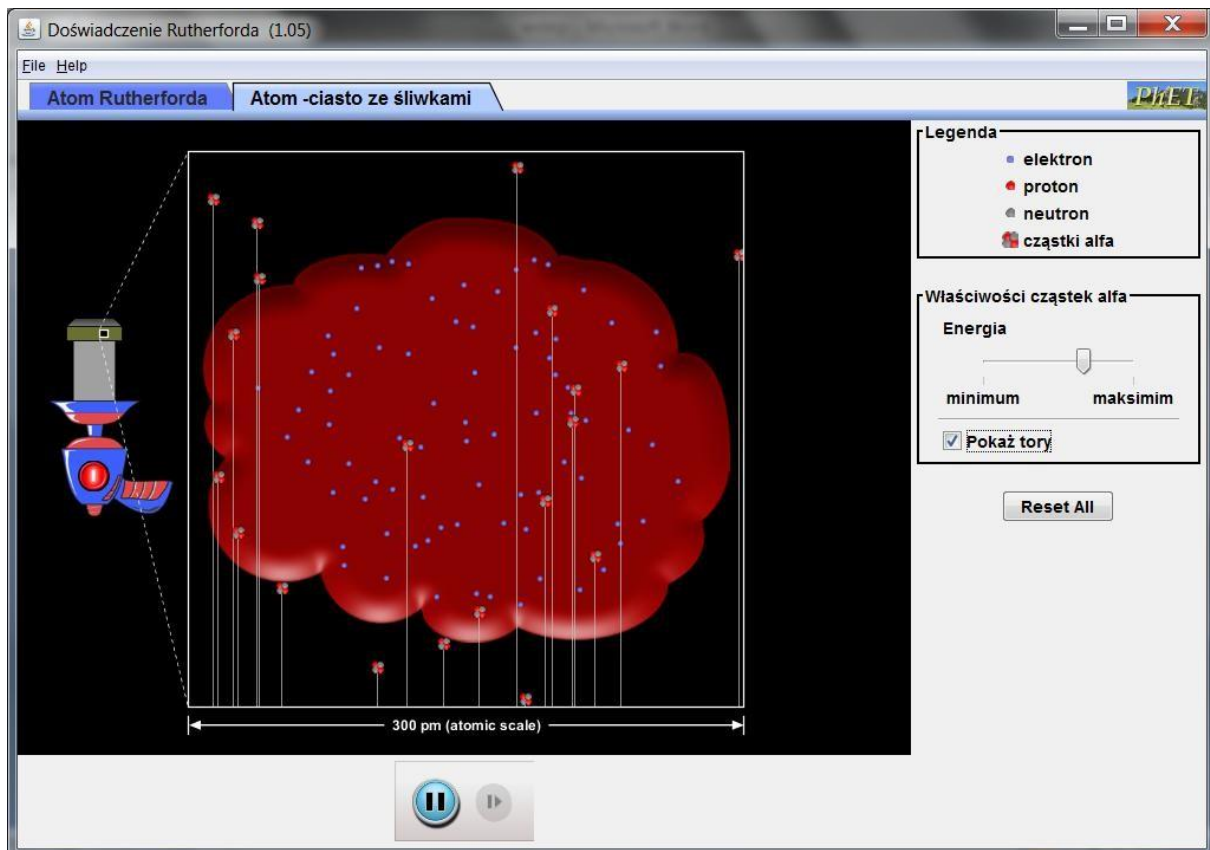 Doświadczenie Rutherforda (1.05)
File Help
Atom Rutherforda
Atom -ciasto ze śliwkami
PhET
Legenda
elektron
proton
neutron
cząstki alfa
Właściwości cząstek alfa
Energia
minimum maksimim
Pokaż tory
Reset All
300 pm (atomic scale)